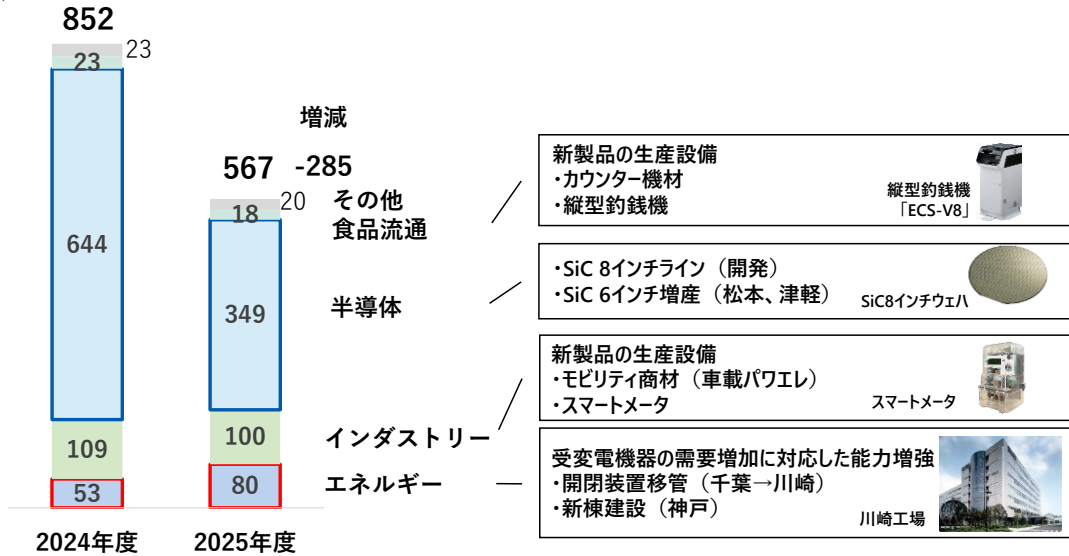 852
23
23
644
109
53
2024年度
増減
567
-285
20
18
349
100
80
2025年度
その他
食品流通
半導体
インダストリー
エネルギー
新製品の生産設備
・カウンター機材
・縦型釣銭機
縦型釣銭機
「ECS-V8」
・SiC 8インチライン（開発）
・SiC 6インチ増産（松本、津軽）
SiC8インチウェハ
新製品の生産設備
・モビリティ商材（車載パワエレ）
・スマートメータ
スマートメータ
受変電機器の需要増加に対応した能力増強
・開閉装置移管（千葉→川崎）
・新棟建設（神戸）
川崎工場